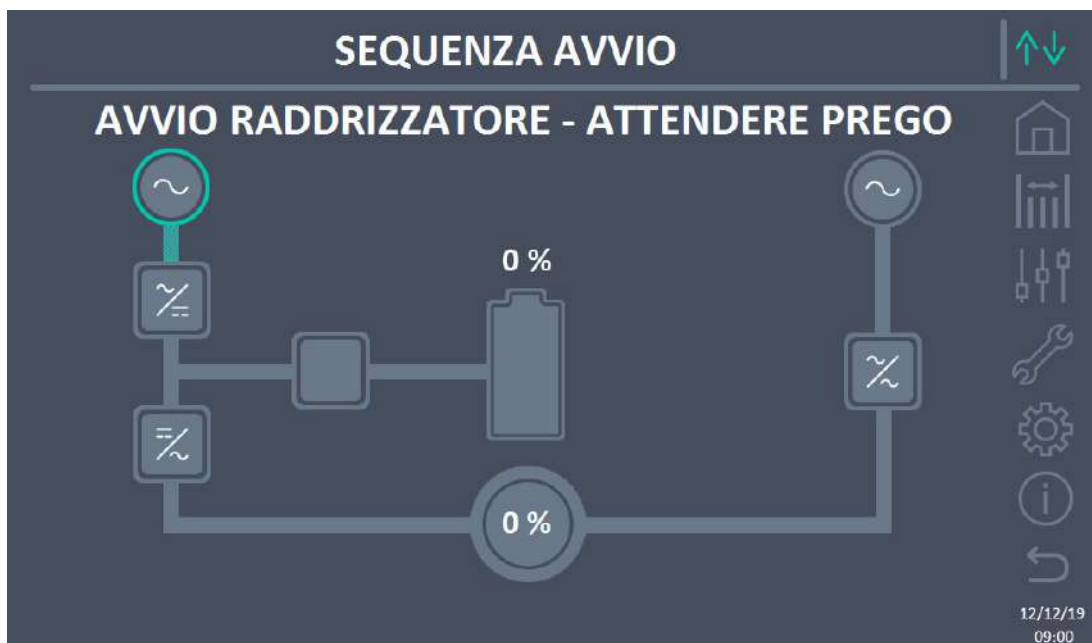 SEQUENZA AVVIO
AVVIO RADDRIZZATORE - ATTENDERE PREGO
0 %
0 %
12/12/19
09:00